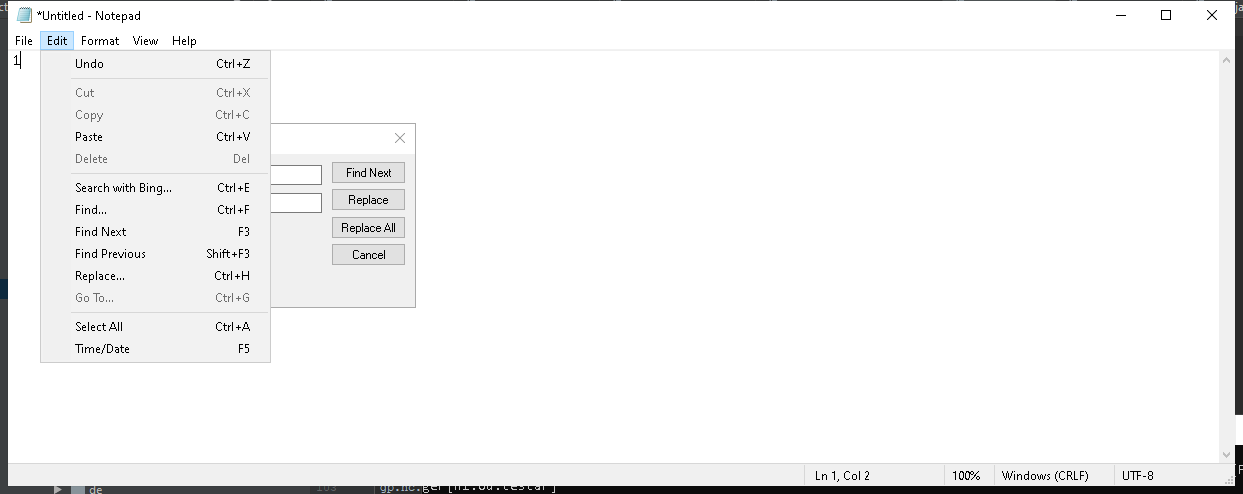 *Untitled - Notepad
File Edit Format View Help
1
Undo Ctrl+Z
Cut Ctrl+X
Copy Ctrl+C
Paste Ctrl+V
Delete Del
Search with Bing... Ctrl+E
Find... Ctrl+F
Find Next F3
Find Previous Shift+F3
Replace... Ctrl+H
Go To... Ctrl+G
Select All Ctrl+A
Time/Date F5
Find Next
Replace
Replace All
Cancel
Ln 1, Col 2 100% Windows (CRLF) UTF-8
de